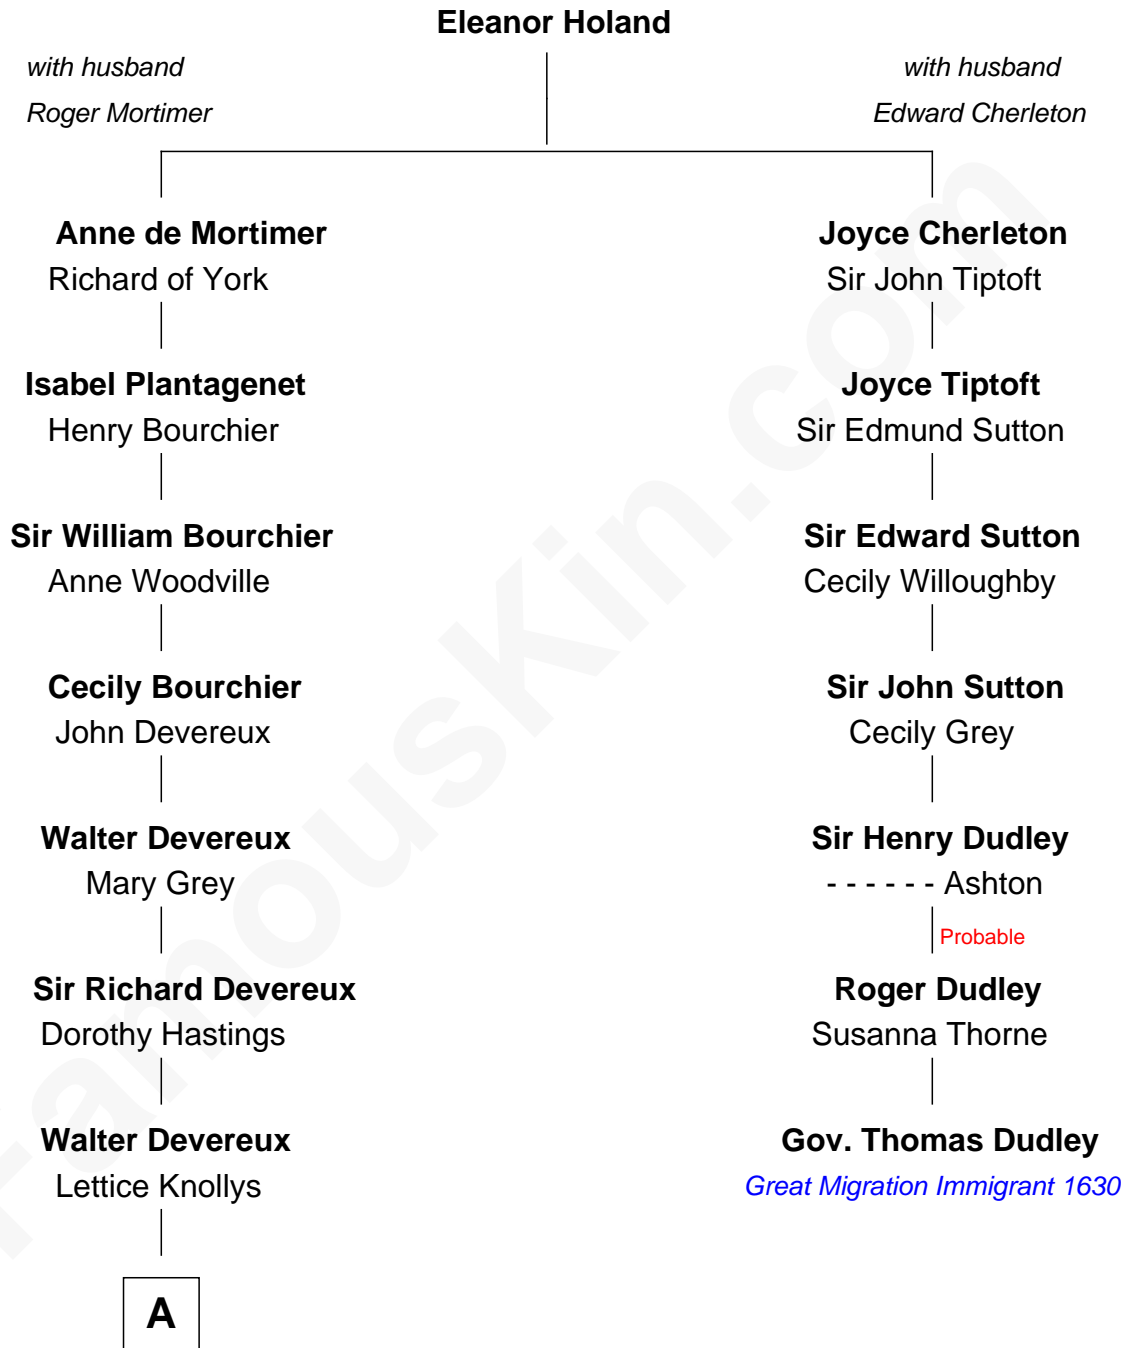 Eleanor Holand
with husband
Roger Mortimer
with husband
Edward Cherleton
Anne de Mortimer
Richard of York
Isabel Plantagenet
Henry Bourchier
Sir William Bourchier
Anne Woodville
Cecily Bourchier
John Devereux
Walter Devereux
Mary Grey
Sir Richard Devereux
Dorothy Hastings
Walter Devereux
Lettice Knollys
A
Joyce Cherleton
Sir John Tiptoft
Joyce Tiptoft
Sir Edmund Sutton
Sir Edward Sutton
Cecily Willoughby
Sir John Sutton
Cecily Grey
Sir Henry Dudley
- - - - - - Ashton
Probable
Roger Dudley
Susanna Thorne
Gov. Thomas Dudley
Great Migration Immigrant 1630
FamousKin.com